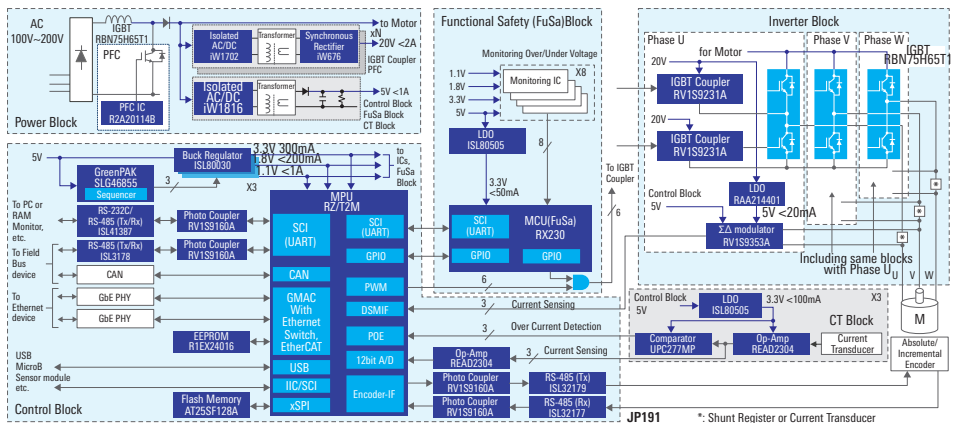 AC
100V~200V
IGBT
RBN75H65T1
PFC
PFC IC
R2A20114B
Power Block
Isolated
AC/DC
iW1702
Transformer
Synchronous
Rectifier
iW676
to Motor
xN
20V <2A
IGBT Coupler
PFC
Isolated
AC/DC
iW1816
Transformer
5V <1A
Control Block
FuSa Block
CT Block
Functional Safety (FuSa)Block
Monitoring Over/Under Voltage
1.1V
1.8V
3.3V
5V
Monitoring IC
X8
8
LDO
ISL80505
3.3V
<50mA
To IGBT
Coupler
6
SCI
(UART)
MCU(FuSa)
RX230
GPIO
GPIO
Inverter Block
Phase U
Phase V
Phase W
IGBT
RBN75H65T1
for Motor
20V
IGBT Coupler
RV1S9231A
20V
IGBT Coupler
RV1S9231A
LDO
RAA214401
Control Block
5V
5V <20mA
ΣΔ modulator
RV1S9353A
*
*
*
Including same blocks
with Phase U
U
V
W
M
5V
Buck Regulator
ISL80030
3.3V 300mA
1.8V <200mA
1.1V <1A
to
ICs,
FuSa
Block
GreenPAK
SLG46855
Sequencer
3
X3
MPU
RZ/T2M
To PC or
RAM
Monitor,
etc.
RS-232C/
RS-485 (Tx/Rx)
ISL41387
Photo Coupler
RV1S9160A
SCI
(UART)
SCI
(UART)
To Field
Bus
device
RS-485 (Tx/Rx)
ISL3178
Photo Coupler
RV1S9160A
GPIO
CAN
CAN
PWM
6
To
Ethernet
device
GbE PHY
GbE PHY
GMAC
With
Ethernet
Switch,
EtherCAT
DSMIF
3
Current Sensing
POE
3
Over Current Detection
EEPROM
R1EX24016
12bit A/D
Op-Amp
READ2304
3
Current Sensing
USB
MicroB
Sensor module
etc.
USB
IIC/SCI
xSPI
Flash Memory
AT25SF128A
Encoder-IF
Photo Coupler
RV1S9160A
RS-485 (Tx)
ISL32179
Photo Coupler
RV1S9160A
RS-485 (Rx)
ISL32177
Control Block
Control Block
5V
LDO
ISL80505
3.3V <100mA
X3
CT Block
Comparator
UPC277MP
Op-Amp
READ2304
Current
Transducer
Absolute/
Incremental
Encoder
JP191
*: Shunt Register or Current Transducer